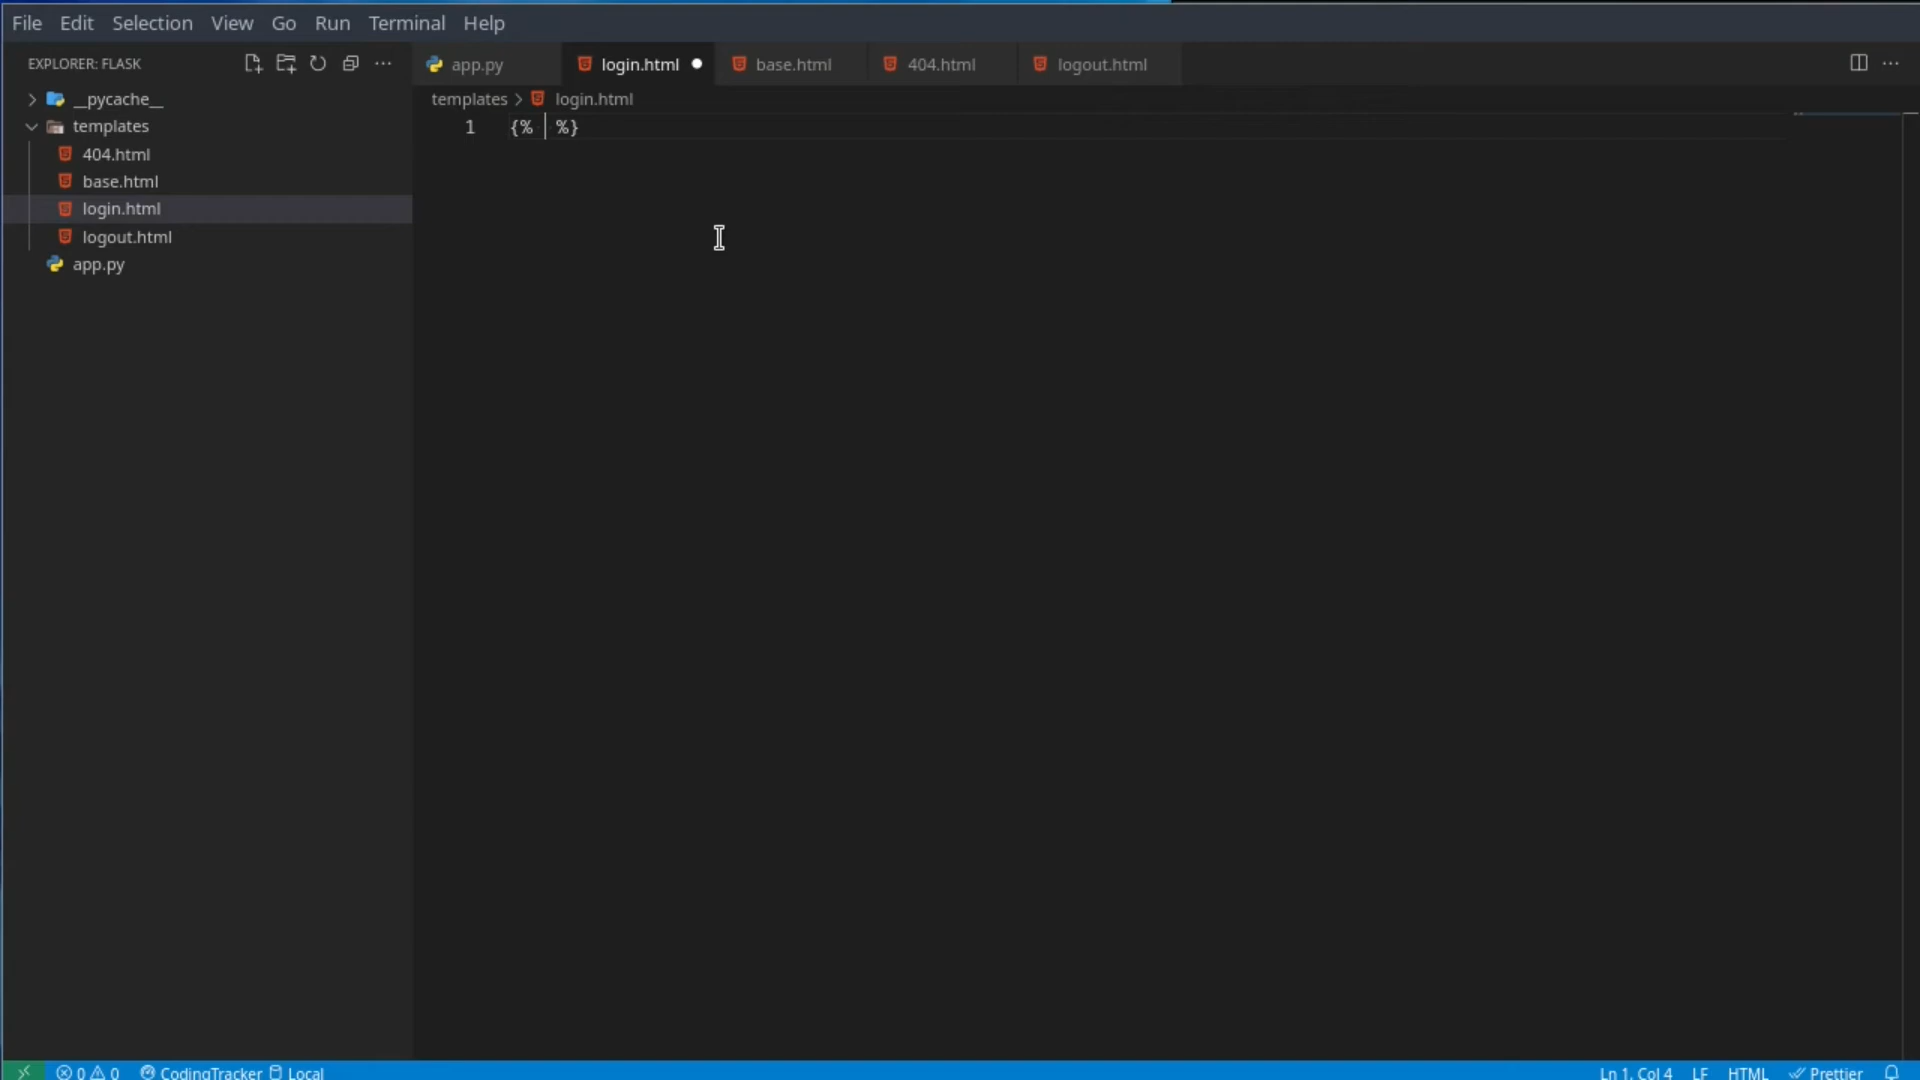 File Edit Selection View Go Run Terminal Help
EXPLORER: FLASK
__pycache__
templates
404.html
base.html
login.html
logout.html
app.py
app.py login.html base.html 404.html logout.html
templates > login.html
1 {%  %}
0 0 CodingTracker Local
Ln 1, Col 4 LF HTML Prettier